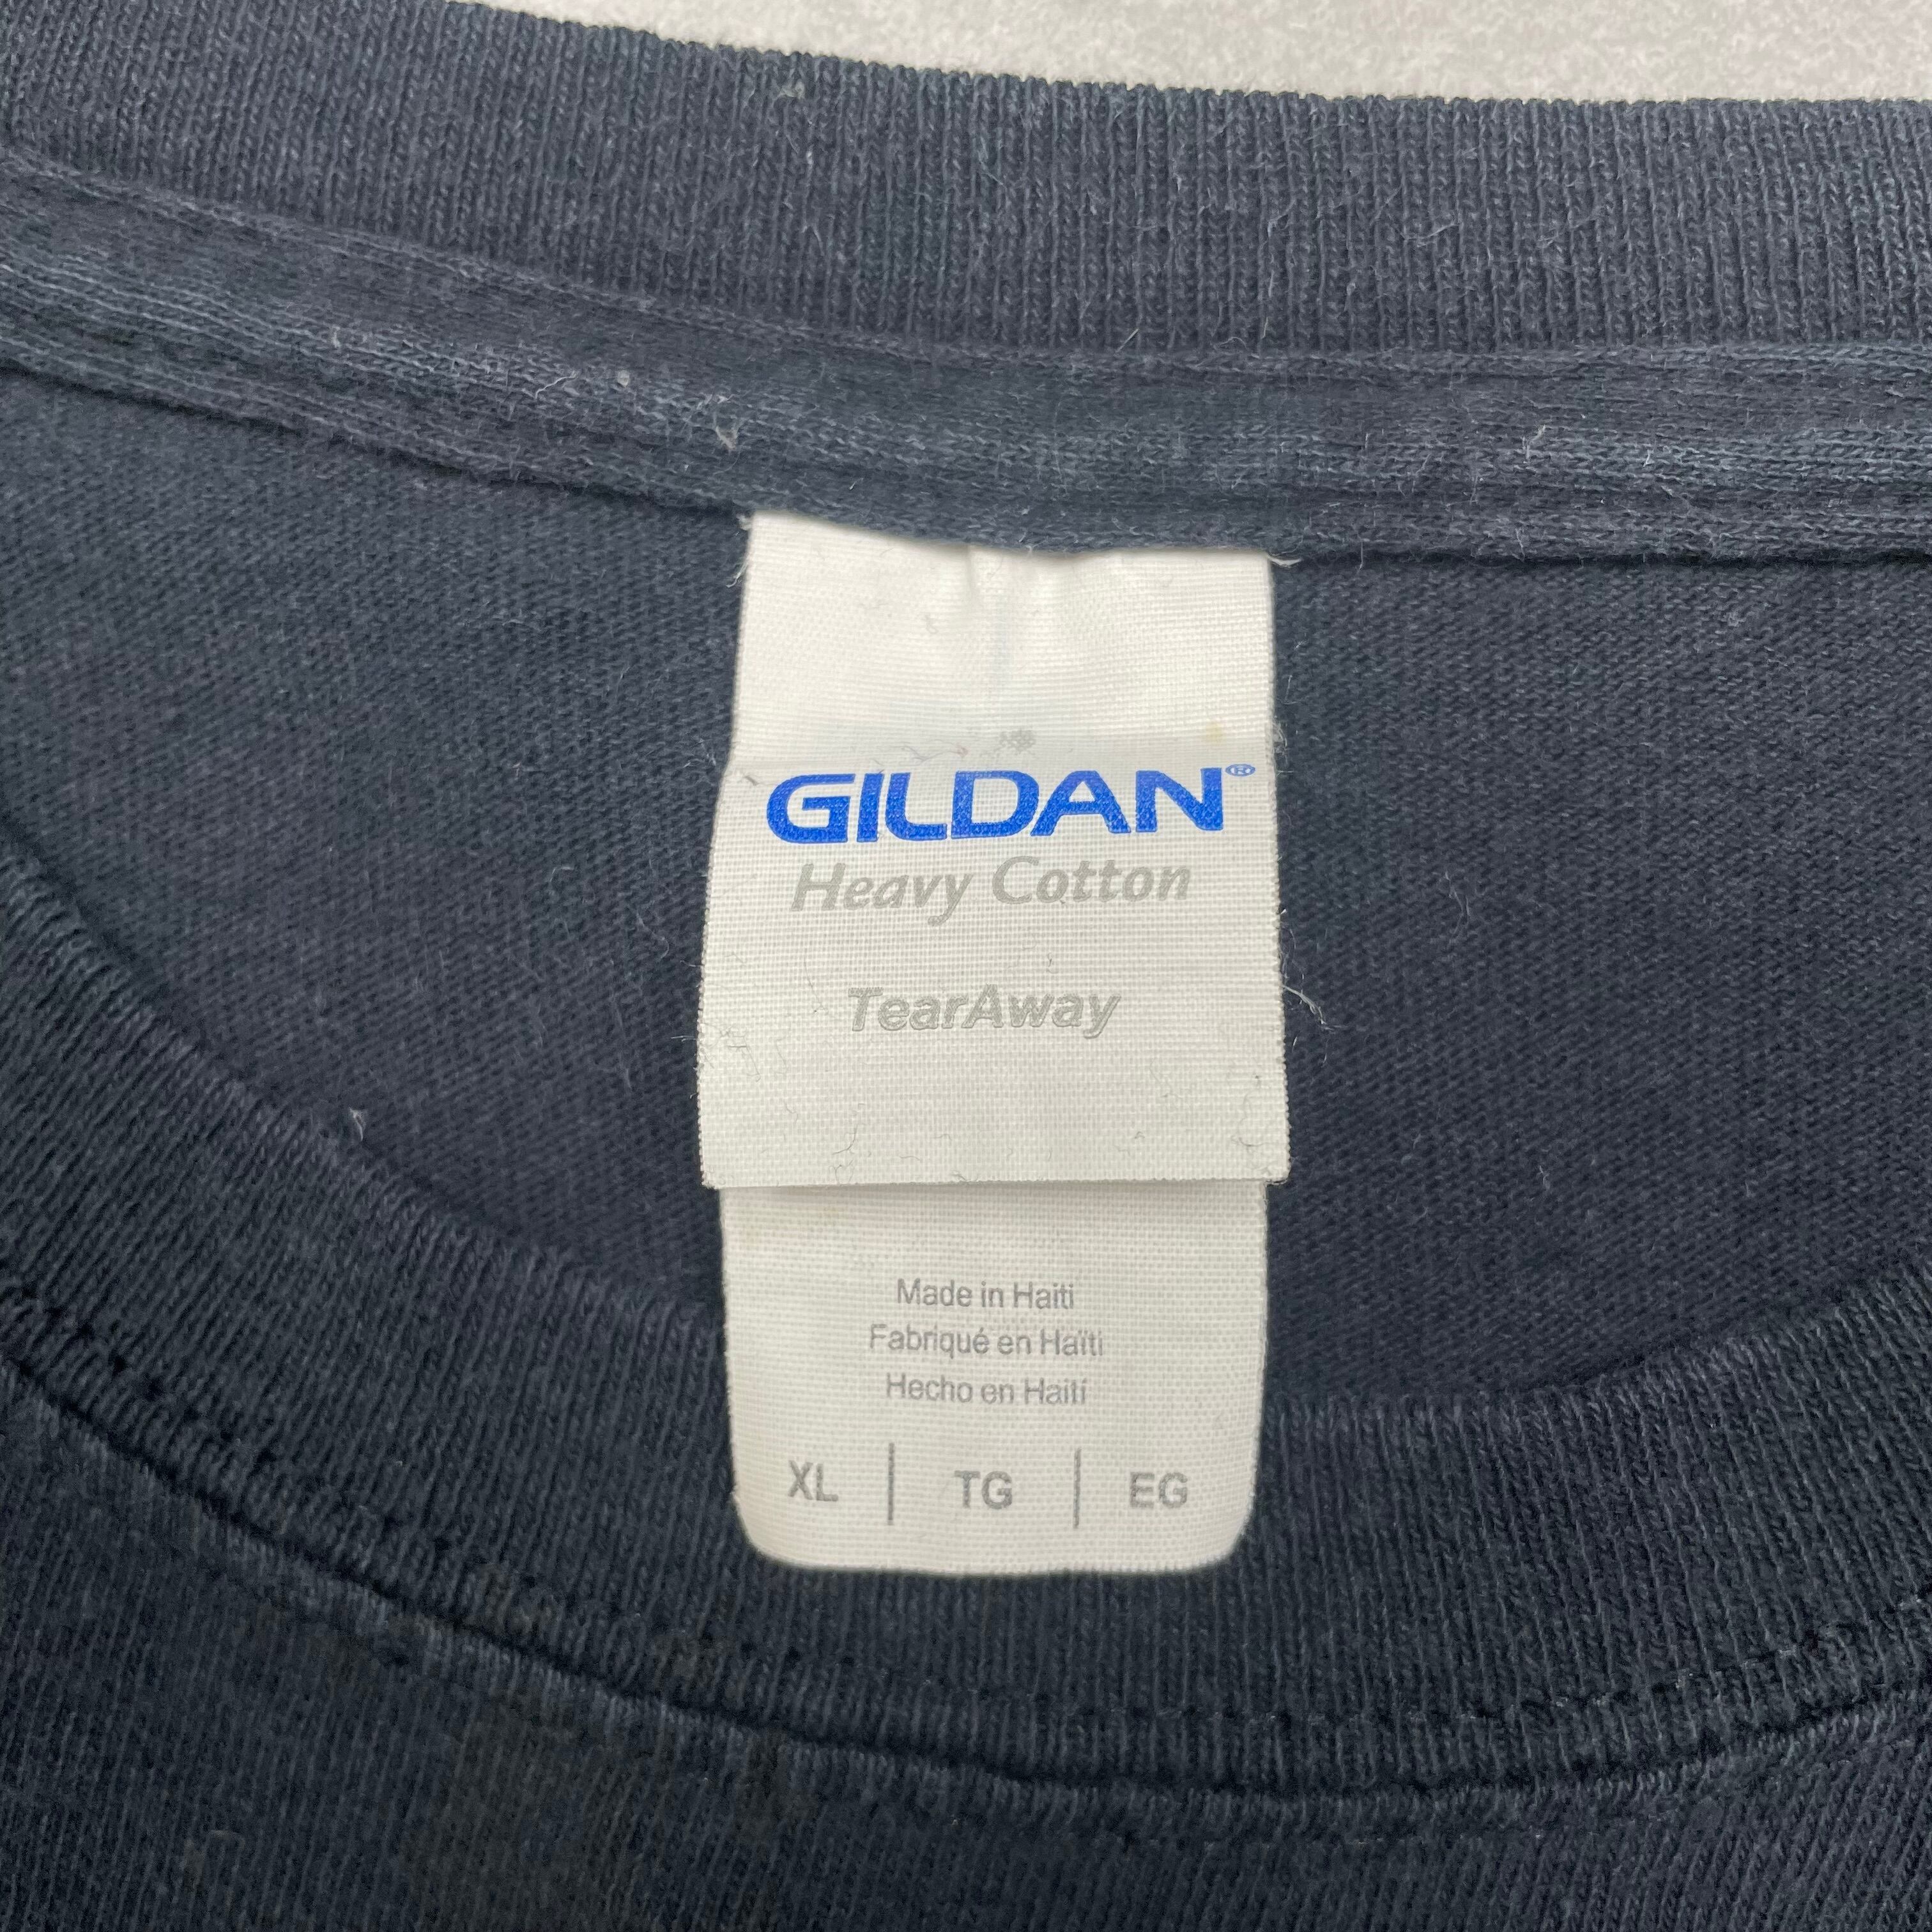 GILDAN®
Heavy Cotton
TearAway
Made in Haiti
Fabriqué en Haïti
Hecho en Haití
XL | TG | EG